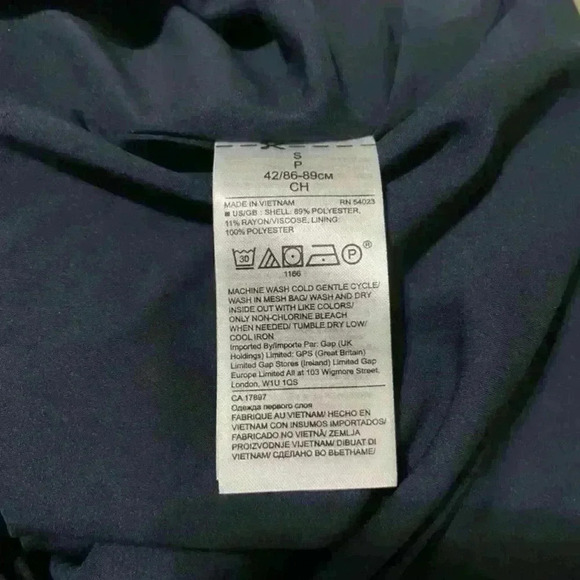 S
P
42/86-89CM
CH
MADE IN VIETNAM RN 54023
■ US/GB : SHELL: 89% POLYESTER,
11% RAYON/VISCOSE, LINING:
100% POLYESTER
30 P ®
1186
MACHINE WASH COLD GENTLE CYCLE/
WASH IN MESH BAG/ WASH AND DRY
INSIDE OUT WITH LIKE COLORS/
ONLY NON-CHLORINE BLEACH
WHEN NEEDED/ TUMBLE DRY LOW/
COOL IRON
Imported By/Importe Par: Gap (UK
Holdings) Limited; GPS (Great Britain)
Limited Gap Stores (Ireland) Limited Gap
Europe Limited All at 103 Wigmore Street,
London, W1U 1QS
CA 17897
Одежда первого слоя
FABRIQUE AU VIETNAM/ HECHO EN
VIETNAM CON INSUMOS IMPORTADOS/
FABRICADO NO VIETNÃ/ ZEMLJA
PROIZVODNJE VIJETNAM/ DIBUAT DI
VIETNAM/ СДЕЛАНО ВО ВЬЕТНАМЕ/